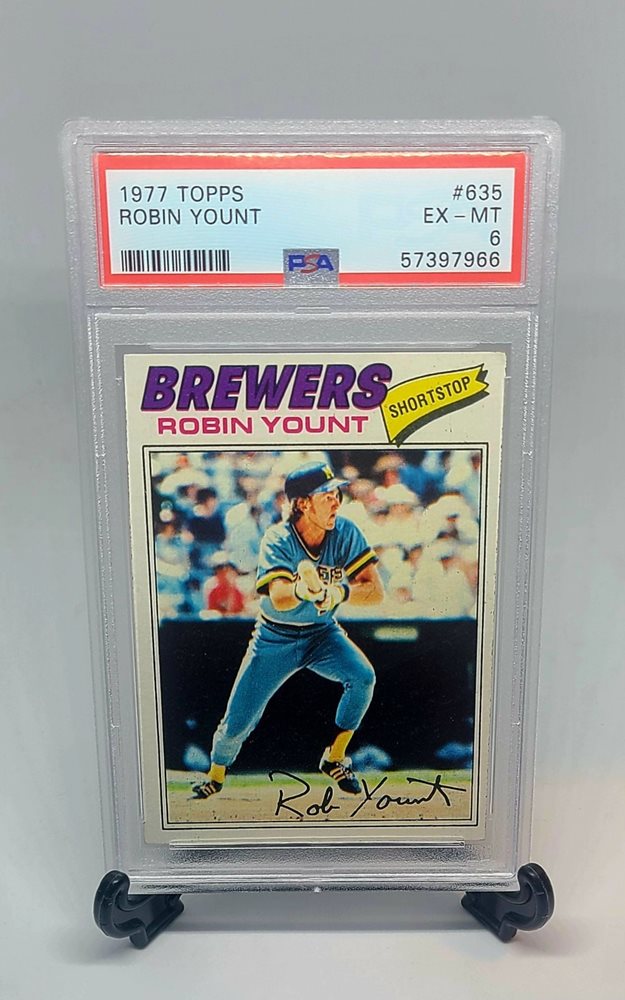 1977 TOPPS #635
ROBIN YOUNT EX - MT
6
PSA 57397966
BREWERS
SHORTSTOP
ROBIN YOUNT
Rob Yount